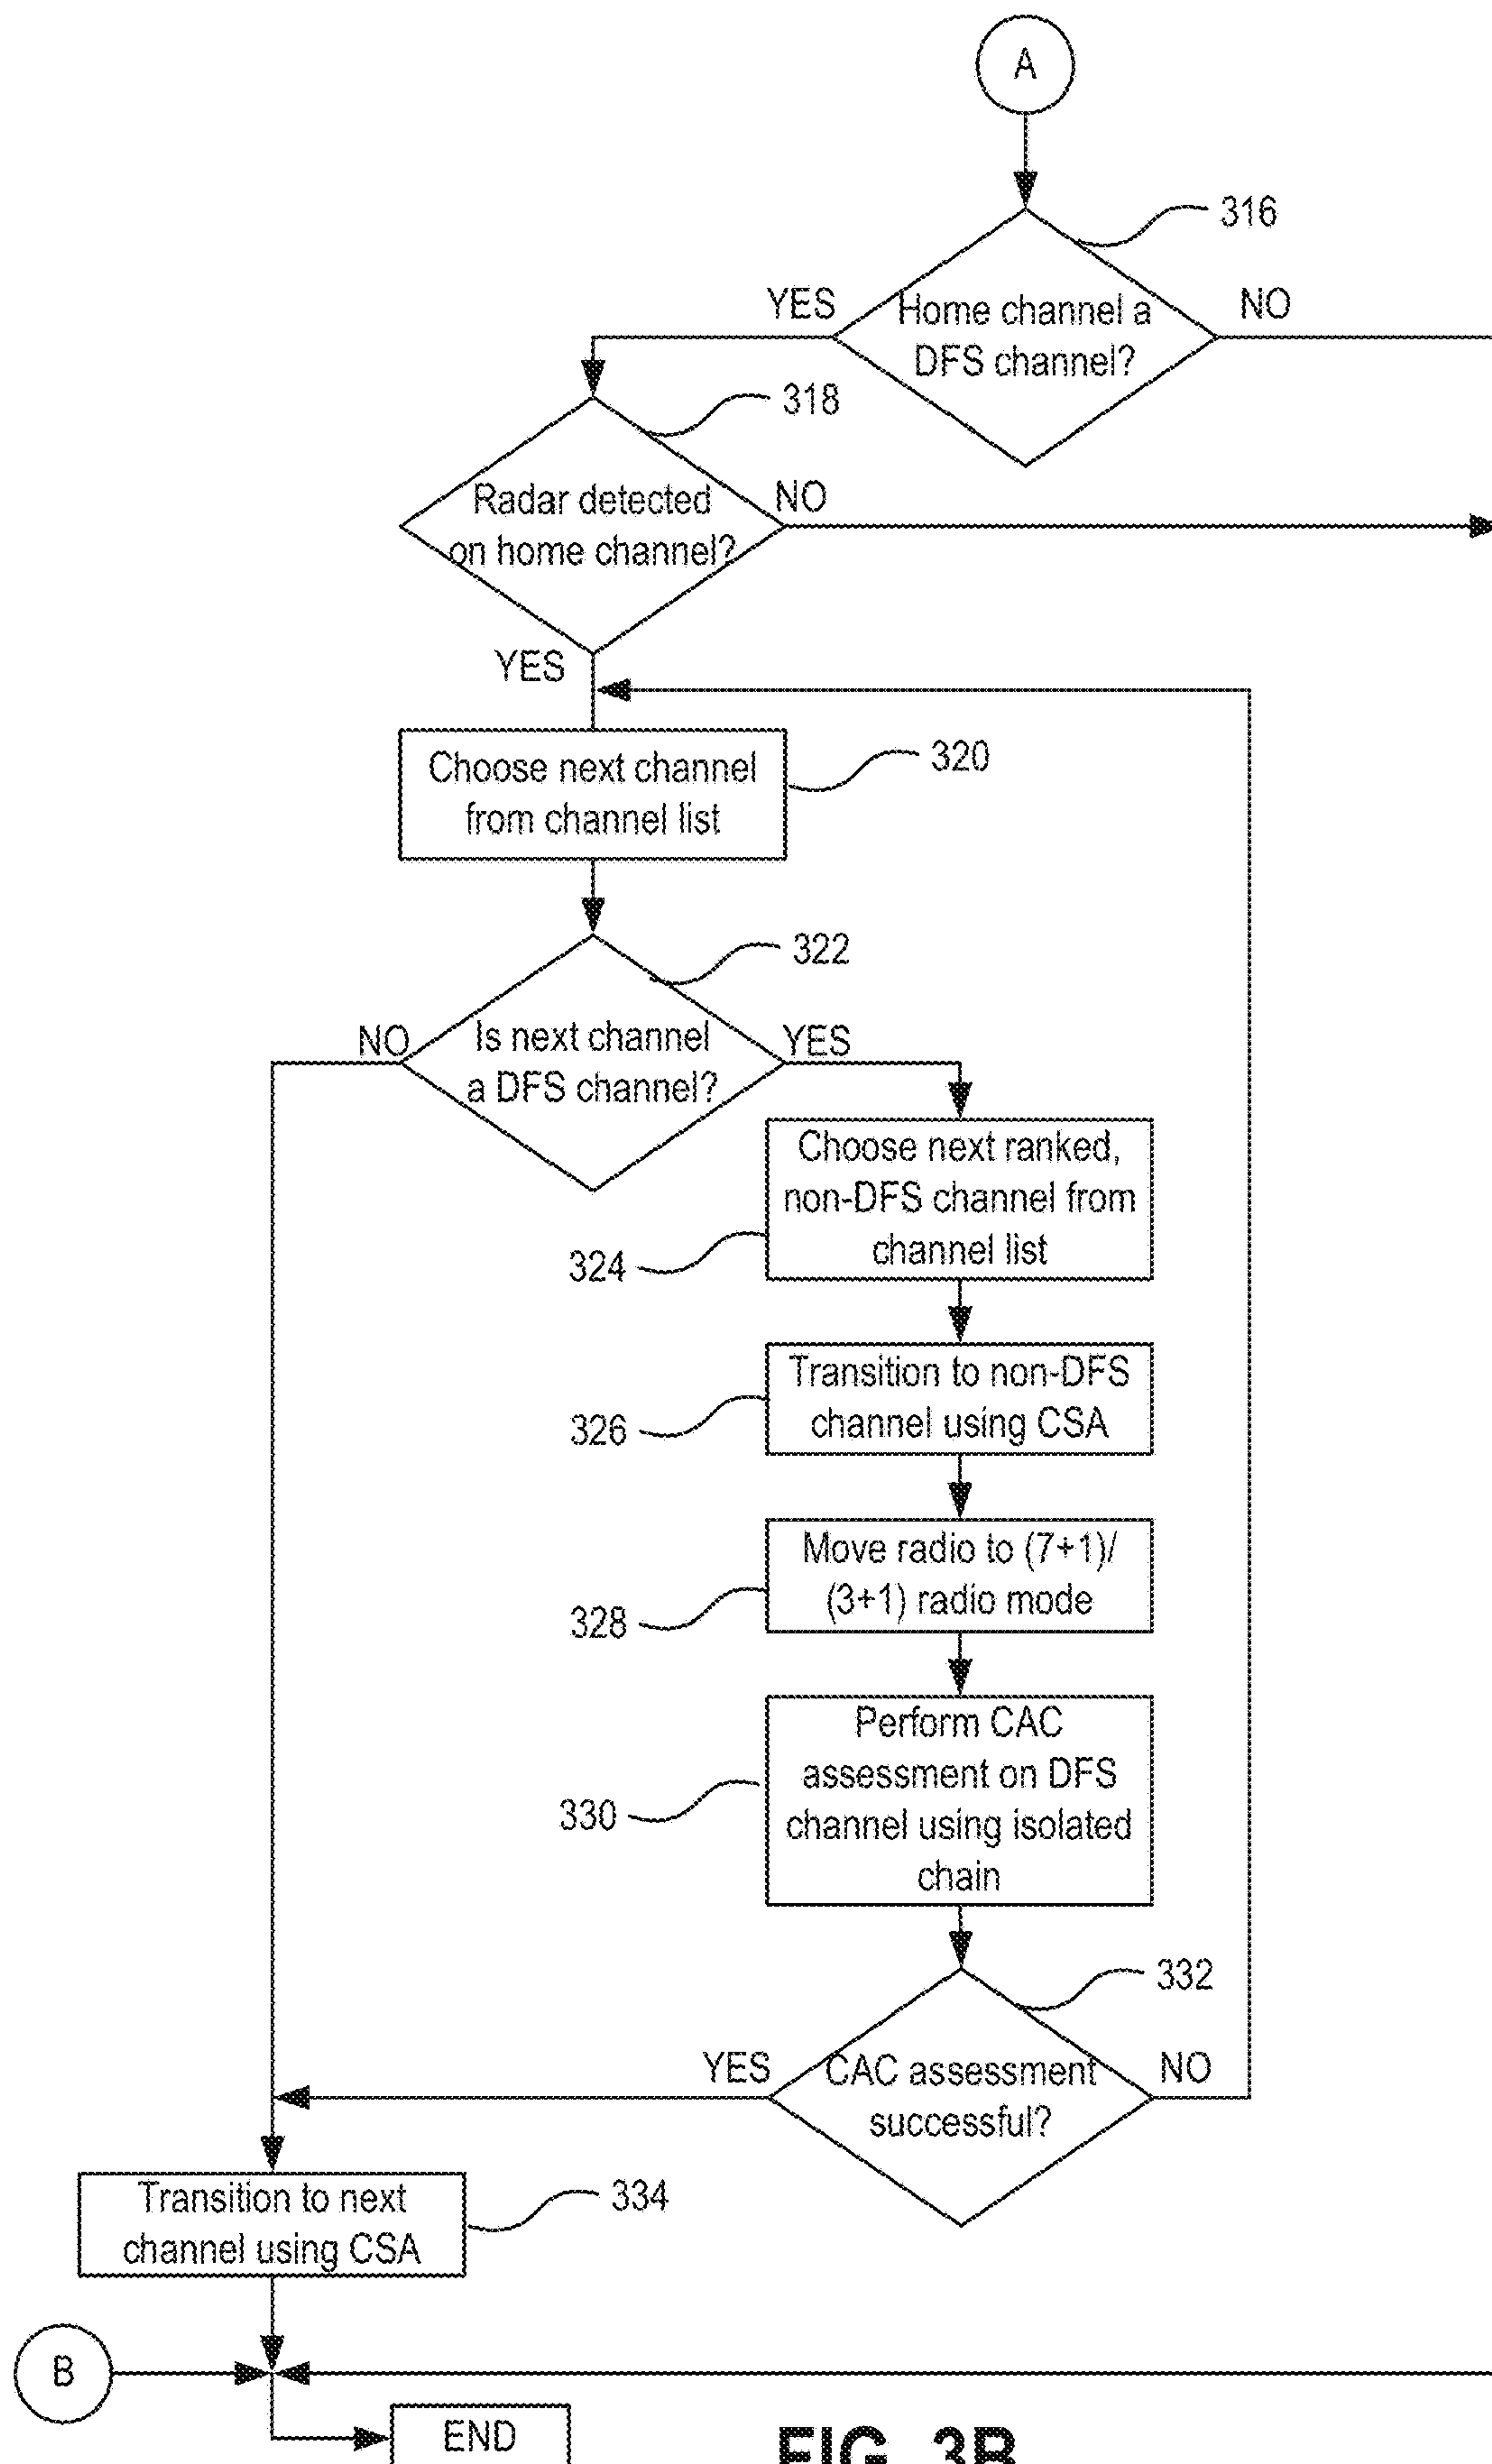 A
316
YES
Home channel a
DFS channel?
NO
318
Radar detected
on home channel?
NO
YES
Choose next channel
from channel list
320
322
NO
Is next channel
a DFS channel?
YES
Choose next ranked,
non-DFS channel from
channel list
324
Transition to non-DFS
channel using CSA
326
Move radio to (7+1)/
(3+1) radio mode
328
Perform CAC
assessment on DFS
channel using isolated
chain
330
332
YES
CAC assessment
successful?
NO
Transition to next
channel using CSA
334
B
END
FIG. 3B